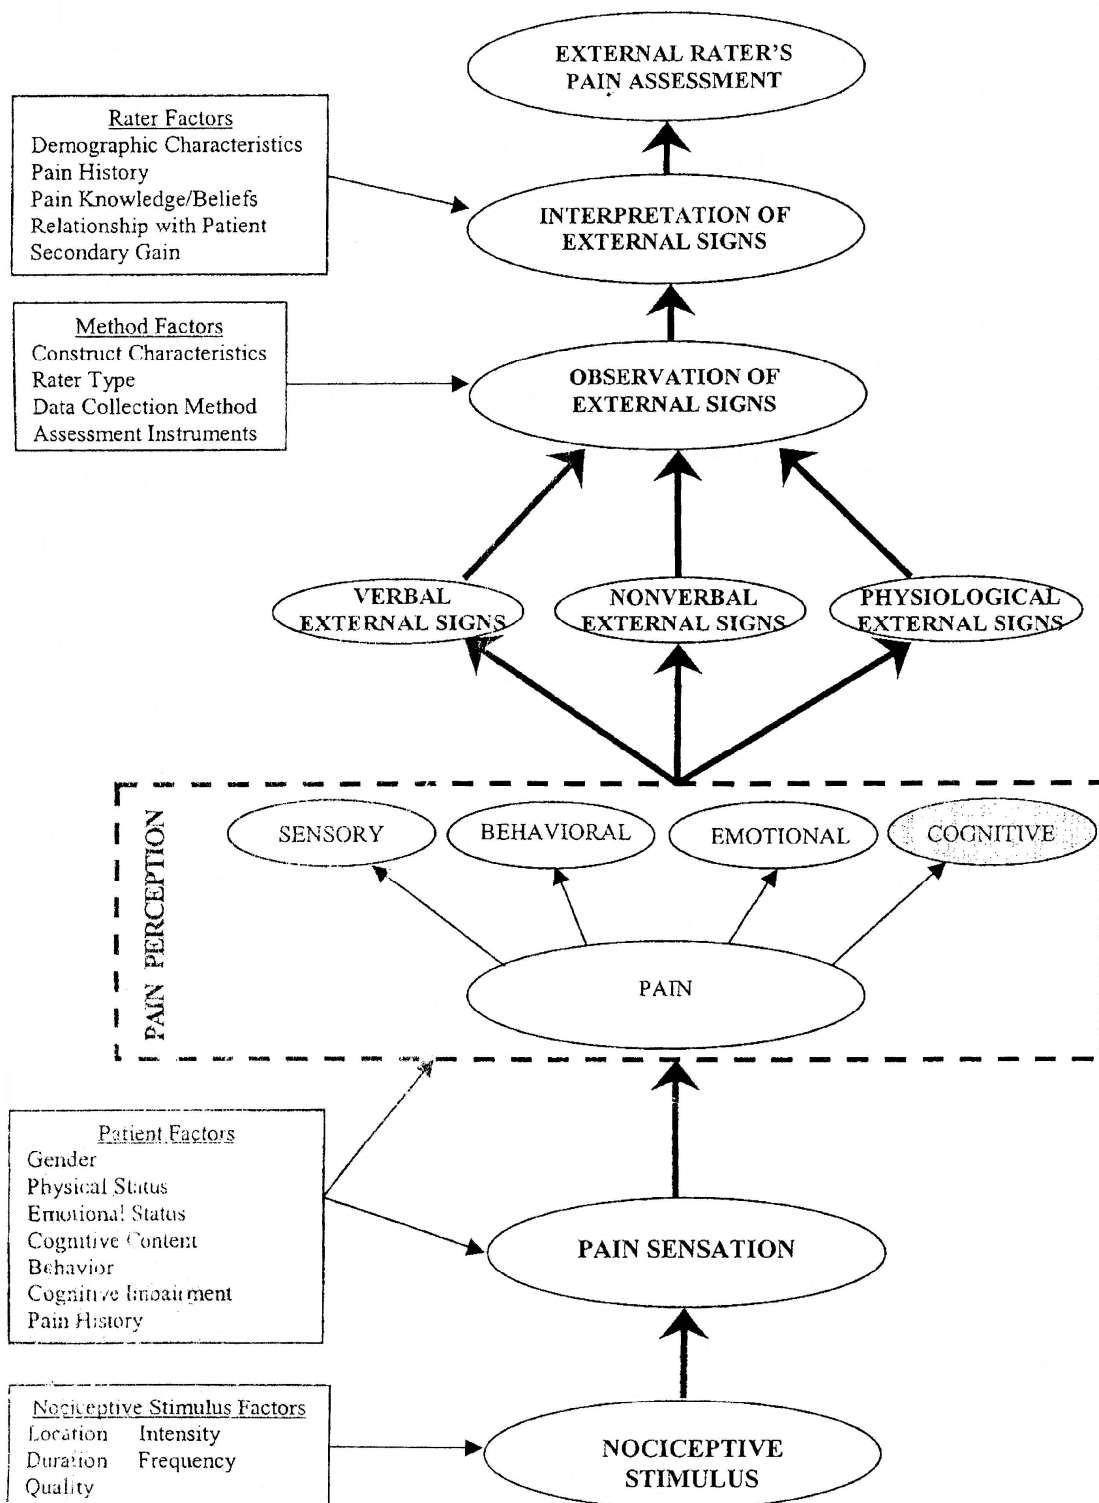 EXTERNAL RATER'S
PAIN ASSESSMENT
Rater Factors
Demographic Characteristics
Pain History
Pain Knowledge/Beliefs
Relationship with Patient
Secondary Gain
INTERPRETATION OF
EXTERNAL SIGNS
Method Factors
Construct Characteristics
Rater Type
Data Collection Method
Assessment Instruments
OBSERVATION OF
EXTERNAL SIGNS
VERBAL
EXTERNAL SIGNS
NONVERBAL
EXTERNAL SIGNS
PHYSIOLOGICAL
EXTERNAL SIGNS
PAIN PERCEPTION
SENSORY
BEHAVIORAL
EMOTIONAL
COGNITIVE
PAIN
Patient Factors
Gender
Physical Status
Emotional Status
Cognitive Content
Behavior
Cognitive Impairment
Pain History
PAIN SENSATION
Nociceptive Stimulus Factors
Location Intensity
Duration Frequency
Quality
NOCICEPTIVE
STIMULUS